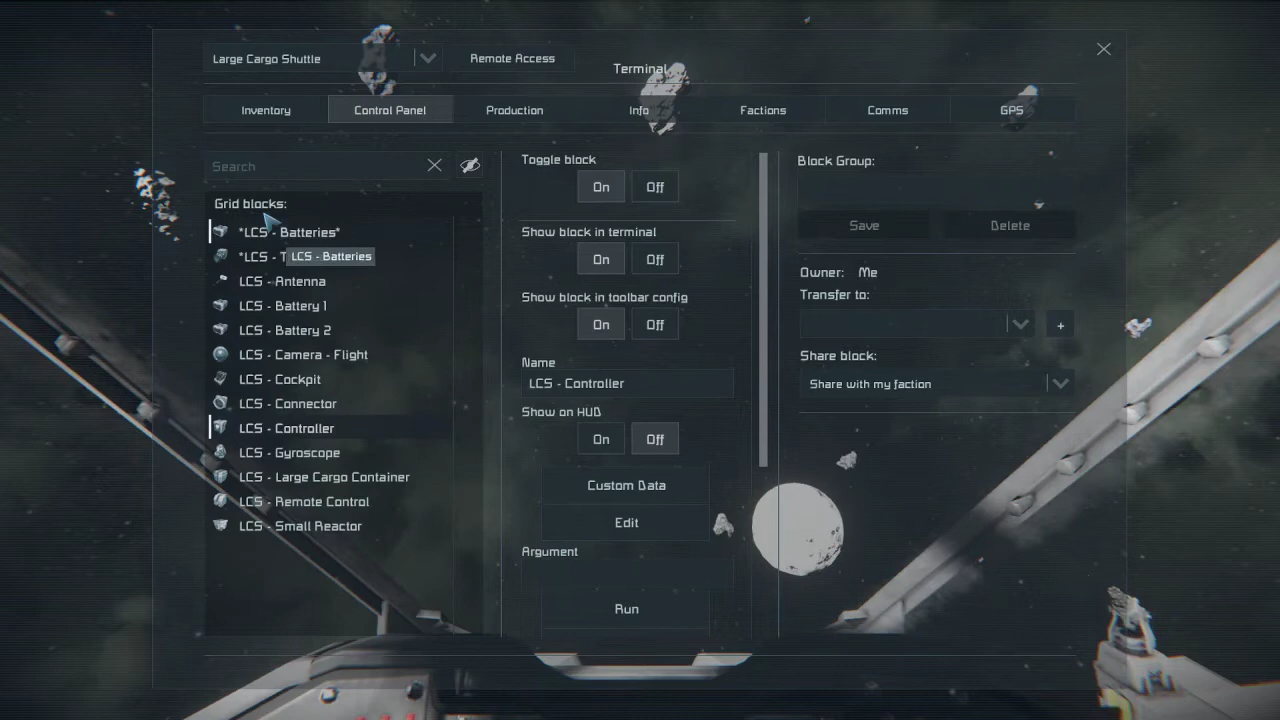 Large Cargo Shuttle
Remote Access
Terminal
Inventory
Control Panel
Production
Info
Factions
Comms
GPS
Search
Grid blocks:
*LCS - Batteries*
*LCS - T
LCS - Batteries
LCS - Antenna
LCS - Battery 1
LCS - Battery 2
LCS - Camera - Flight
LCS - Cockpit
LCS - Connector
LCS - Controller
LCS - Gyroscope
LCS - Large Cargo Container
LCS - Remote Control
LCS - Small Reactor
Toggle block
On Off
Show block in terminal
On Off
Show block in toolbar config
On Off
Name
LCS - Controller
Show on HUD
On Off
Custom Data
Edit
Argument
Run
Block Group:
Save Delete
Owner: Me
Transfer to:
+
Share block:
Share with my faction